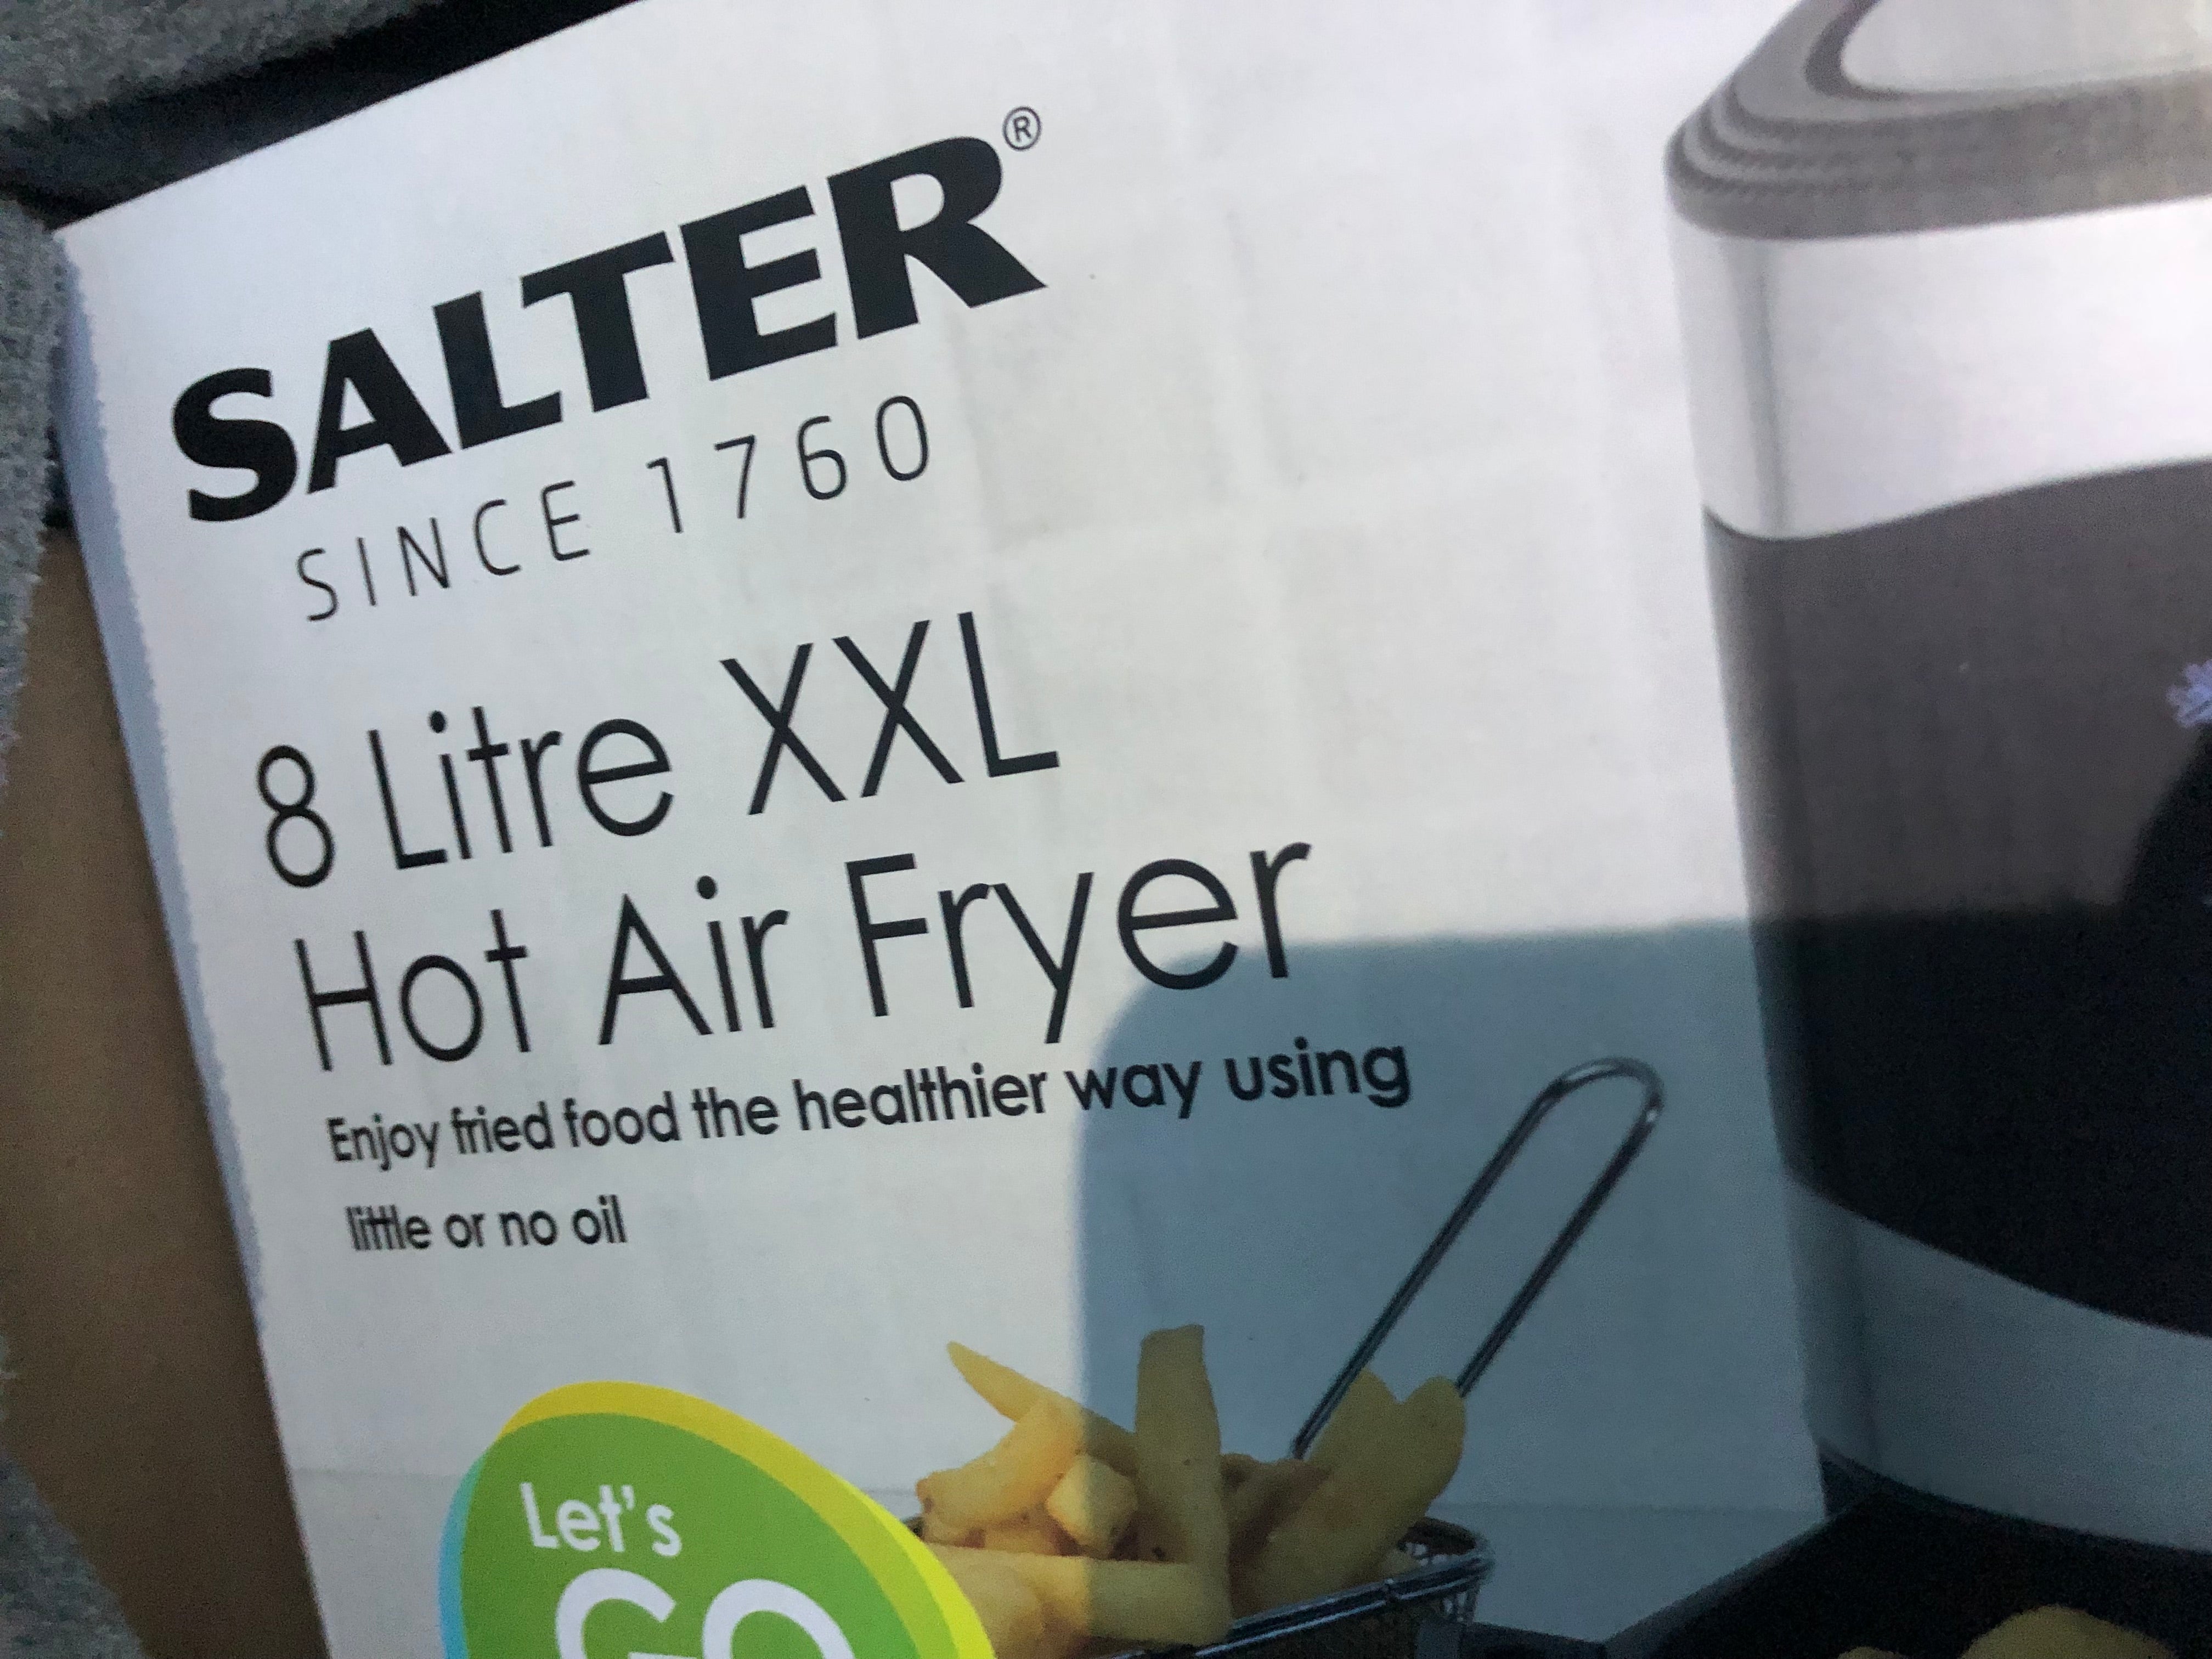 SALTER®
SINCE 1760
8 Litre XXL
Hot Air Fryer
Enjoy fried food the healthier way using
little or no oil
Let's
GO